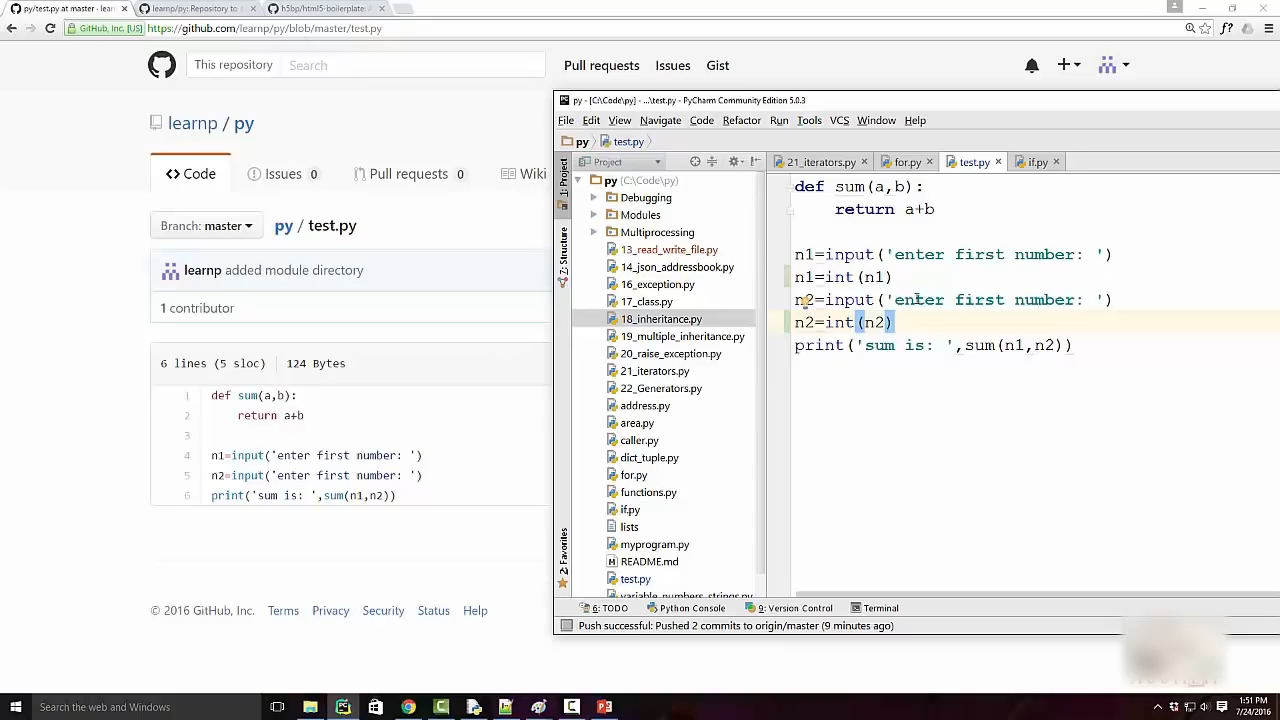 py/test.py at master · learn
learnp/py: Repository to
h5bp/html5-boilerplate:
GitHub, Inc. [US]
https://github.com/learnp/py/blob/master/test.py
This repository
Search
Pull requests
Issues
Gist
learnp / py
Code
Issues 0
Pull requests 0
Wiki
Branch: master
py / test.py
learnp added module directory
1 contributor
6 lines (5 sloc)
124 Bytes
1 def sum(a,b):
2 return a+b
3
4 n1=input('enter first number: ')
5 n2=input('enter first number: ')
6 print('sum is: ',sum(n1,n2))
© 2016 GitHub, Inc.
Terms
Privacy
Security
Status
Help
py - [C:\Code\py] - ...\test.py - PyCharm Community Edition 5.0.3
File Edit View Navigate Code Refactor Run Tools VCS Window Help
py
test.py
1: Project
Z: Structure
2: Favorites
Project
21_iterators.py
for.py
test.py
if.py
py (C:\Code\py)
Debugging
Modules
Multiprocessing
13_read_write_file.py
14_json_addressbook.py
16_exception.py
17_class.py
18_inheritance.py
19_multiple_inheritance.py
20_raise_exception.py
21_iterators.py
22_Generators.py
address.py
area.py
caller.py
dict_tuple.py
for.py
functions.py
if.py
lists
myprogram.py
README.md
test.py
variable_numbers_strings.py
def sum(a,b):
return a+b
n1=input('enter first number: ')
n1=int(n1)
n2=input('enter first number: ')
n2=int(n2)
print('sum is: ',sum(n1,n2))
6: TODO
Python Console
9: Version Control
Terminal
Push successful: Pushed 2 commits to origin/master (9 minutes ago)
Search the web and Windows
1:51 PM
7/24/2016